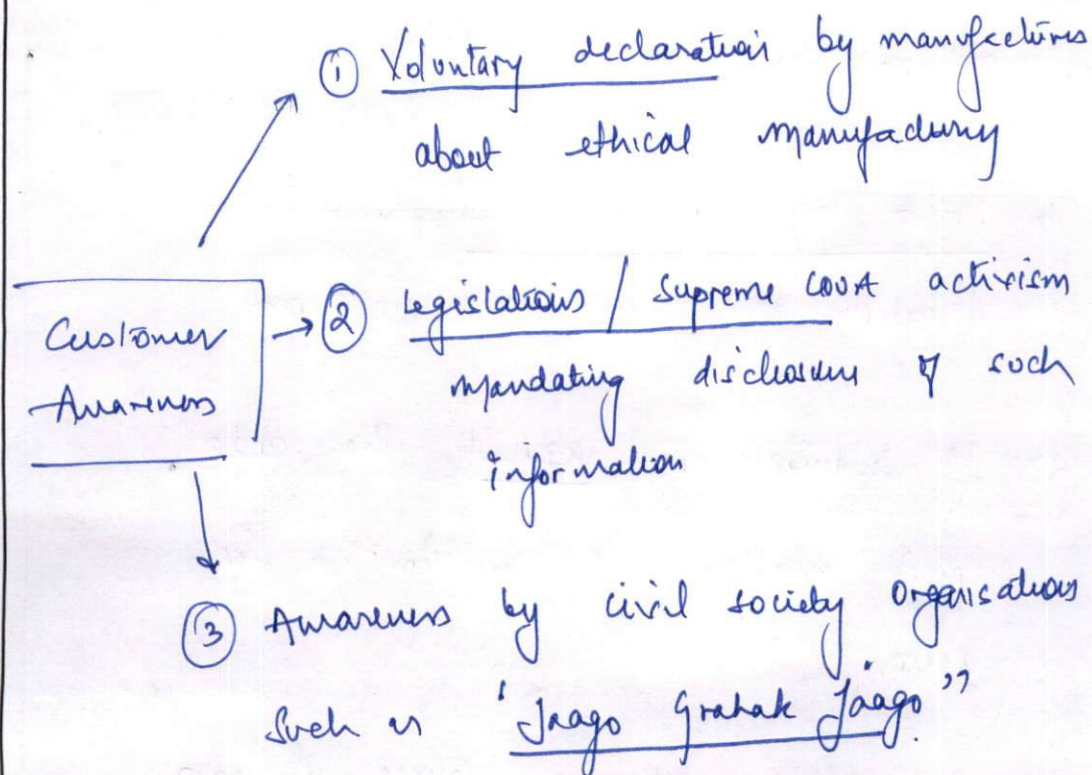 ① Voluntary declaration by manufactures
about ethical manufacturing
Customer
Awareness
→ ② Legislations / Supreme Court activism
mandating disclosure of such
information
③ Awareness by civil society organisations
such as 'Jaago Grahak Jaago''